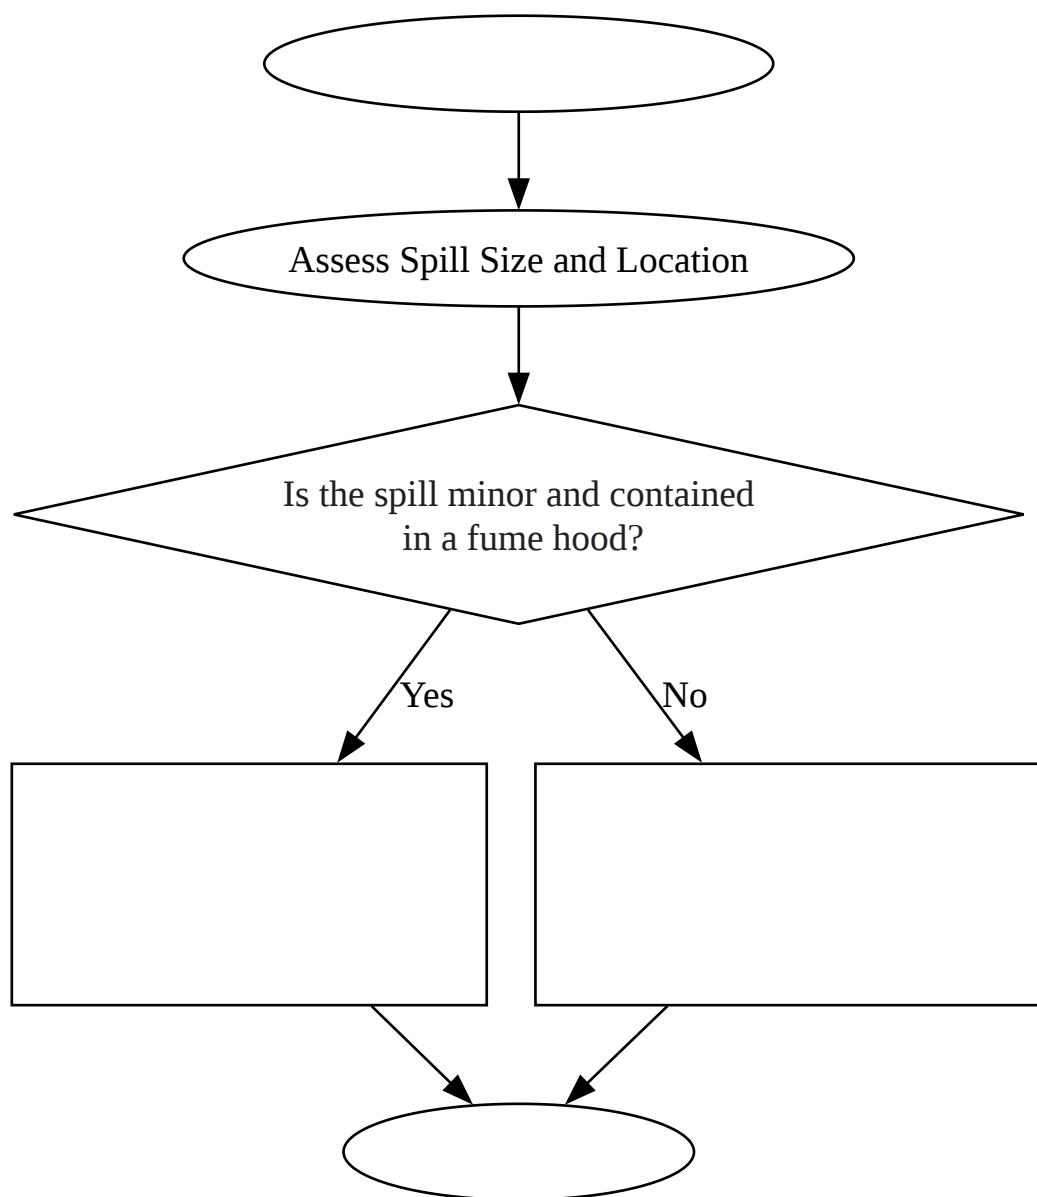 Assess Spill Size and Location
Is the spill minor and contained
in a fume hood?
Yes
No